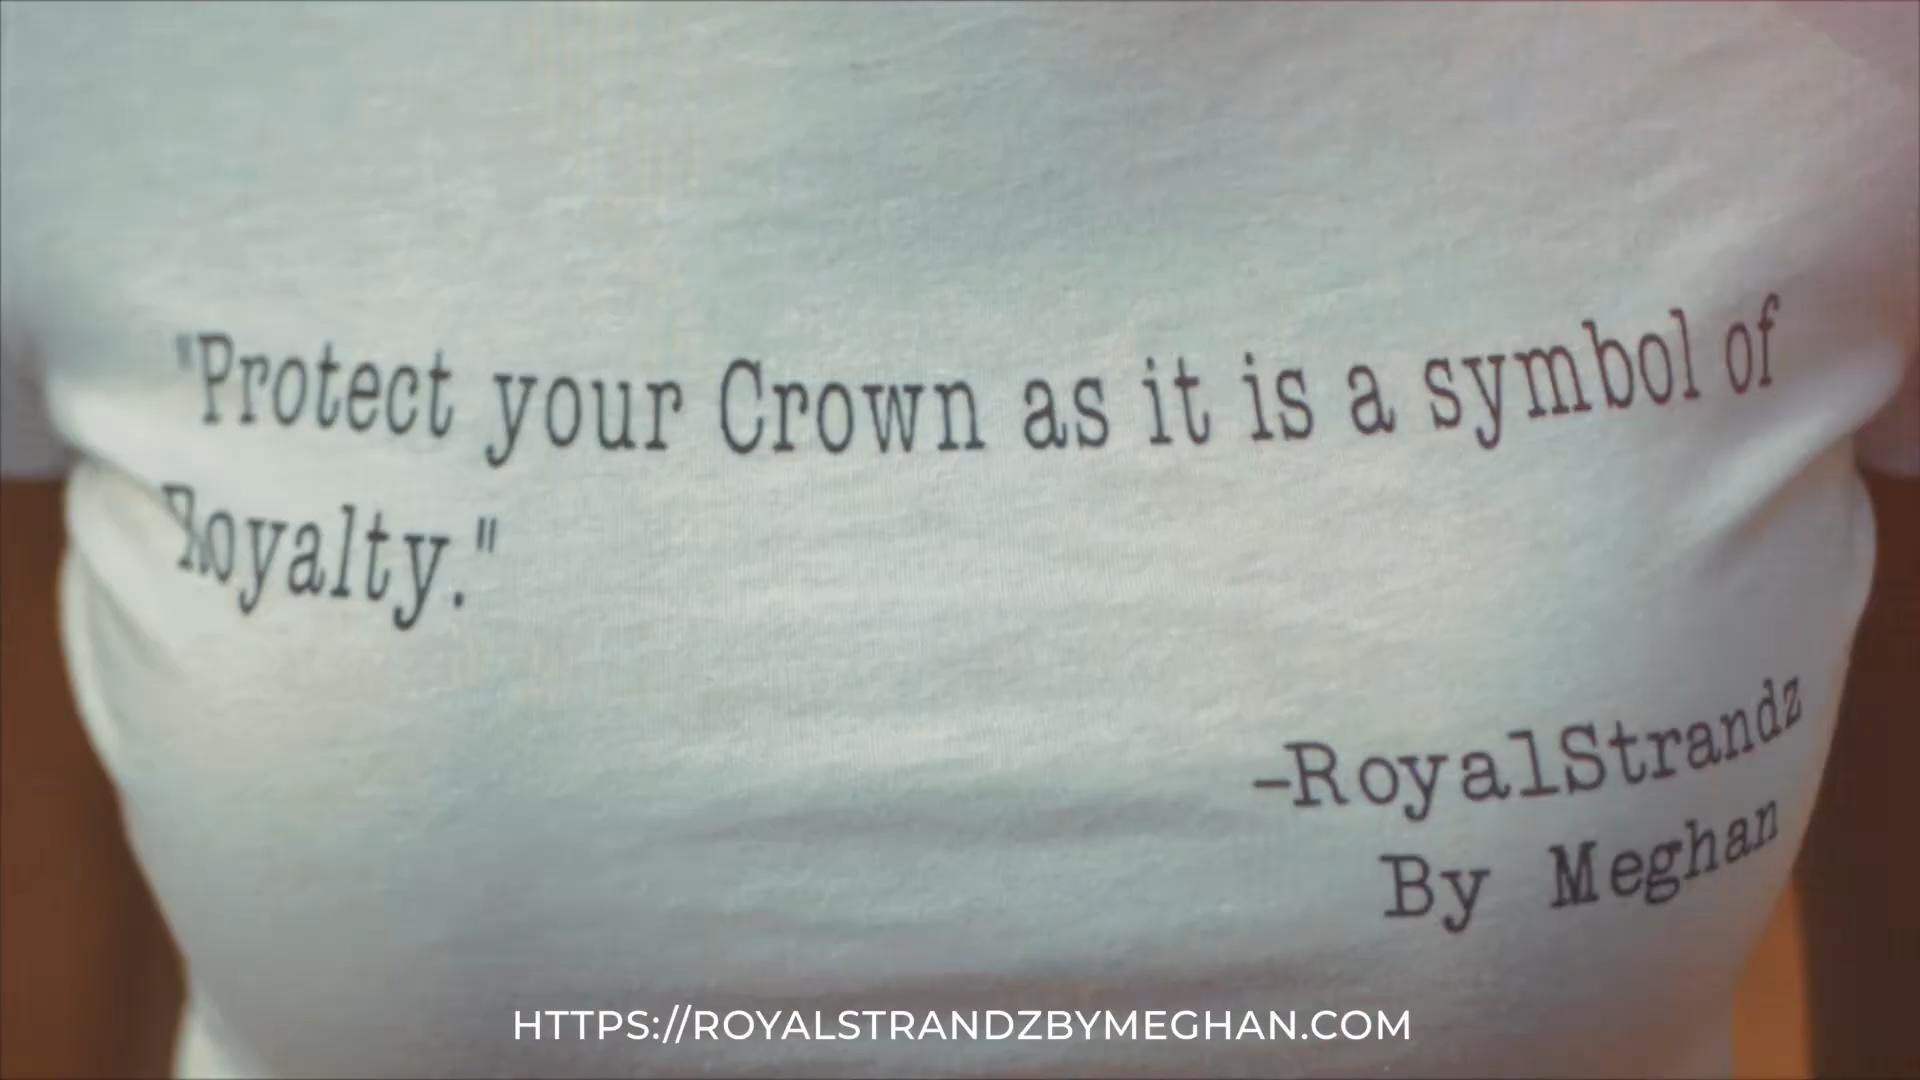 "Protect your Crown as it is a symbol of
Royalty."
-RoyalStrandz
By Meghan
HTTPS://ROYALSTRANDZBYMEGHAN.COM